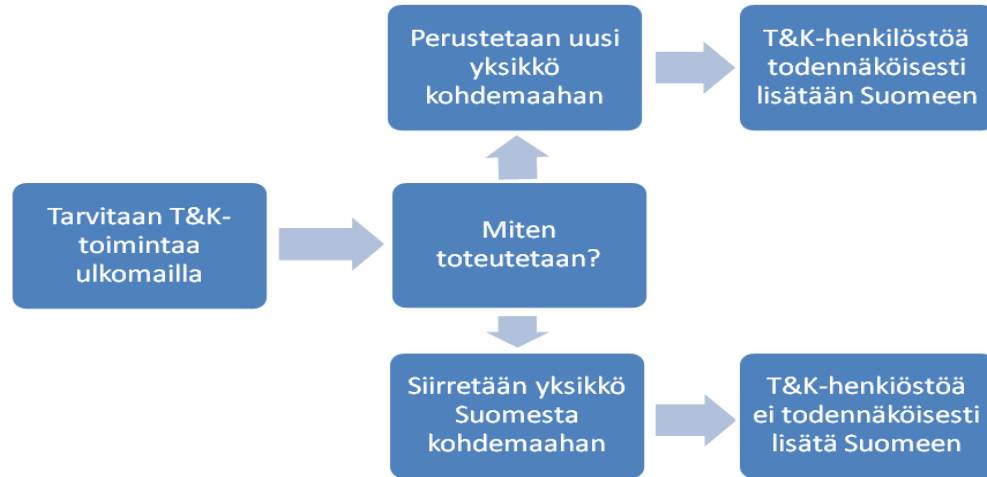 Perustetaan uusi
yksikkö
kohdemaahan
T&K-henkilöstöä
todennäköisesti
lisätään Suomeen
Tarvitaan T&K-
toimintaa
ulkomailla
Miten
toteutetaan?
Siirretään yksikkö
Suomesta
kohdemaahan
T&K-henkiöstöä
ei todennäköisesti
lisätä Suomeen